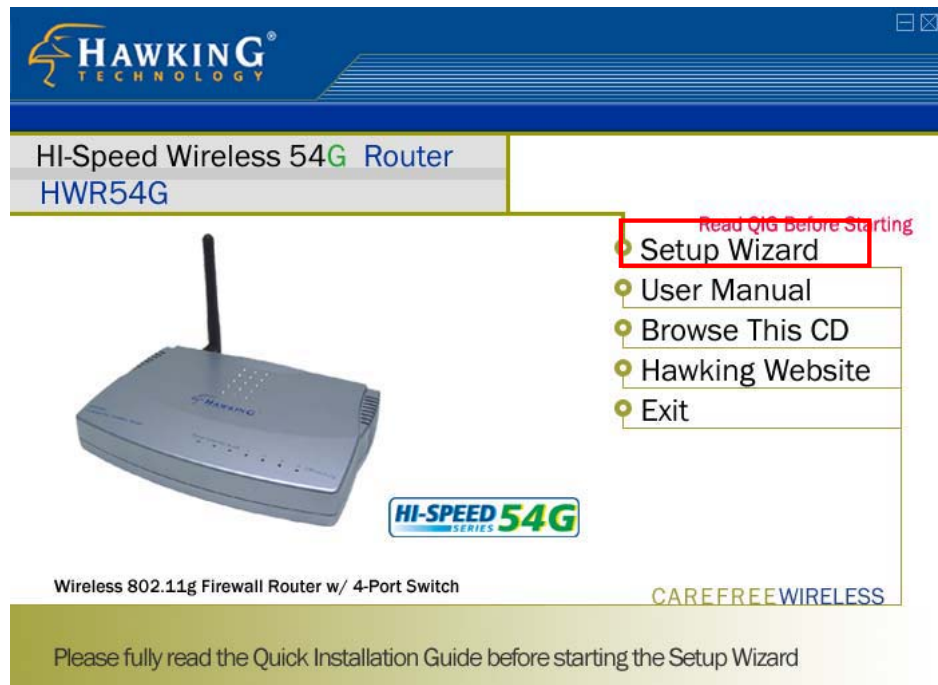 HAWKING®
TECHNOLOGY
HI-Speed Wireless 54G Router
HWR54G
Read QIG Before Starting
Setup Wizard
User Manual
Browse This CD
Hawking Website
Exit
HAWKING
HI-SPEED 54G
SERIES
Wireless 802.11g Firewall Router w/ 4-Port Switch
CAREFREEWIRELESS
Please fully read the Quick Installation Guide before starting the Setup Wizard